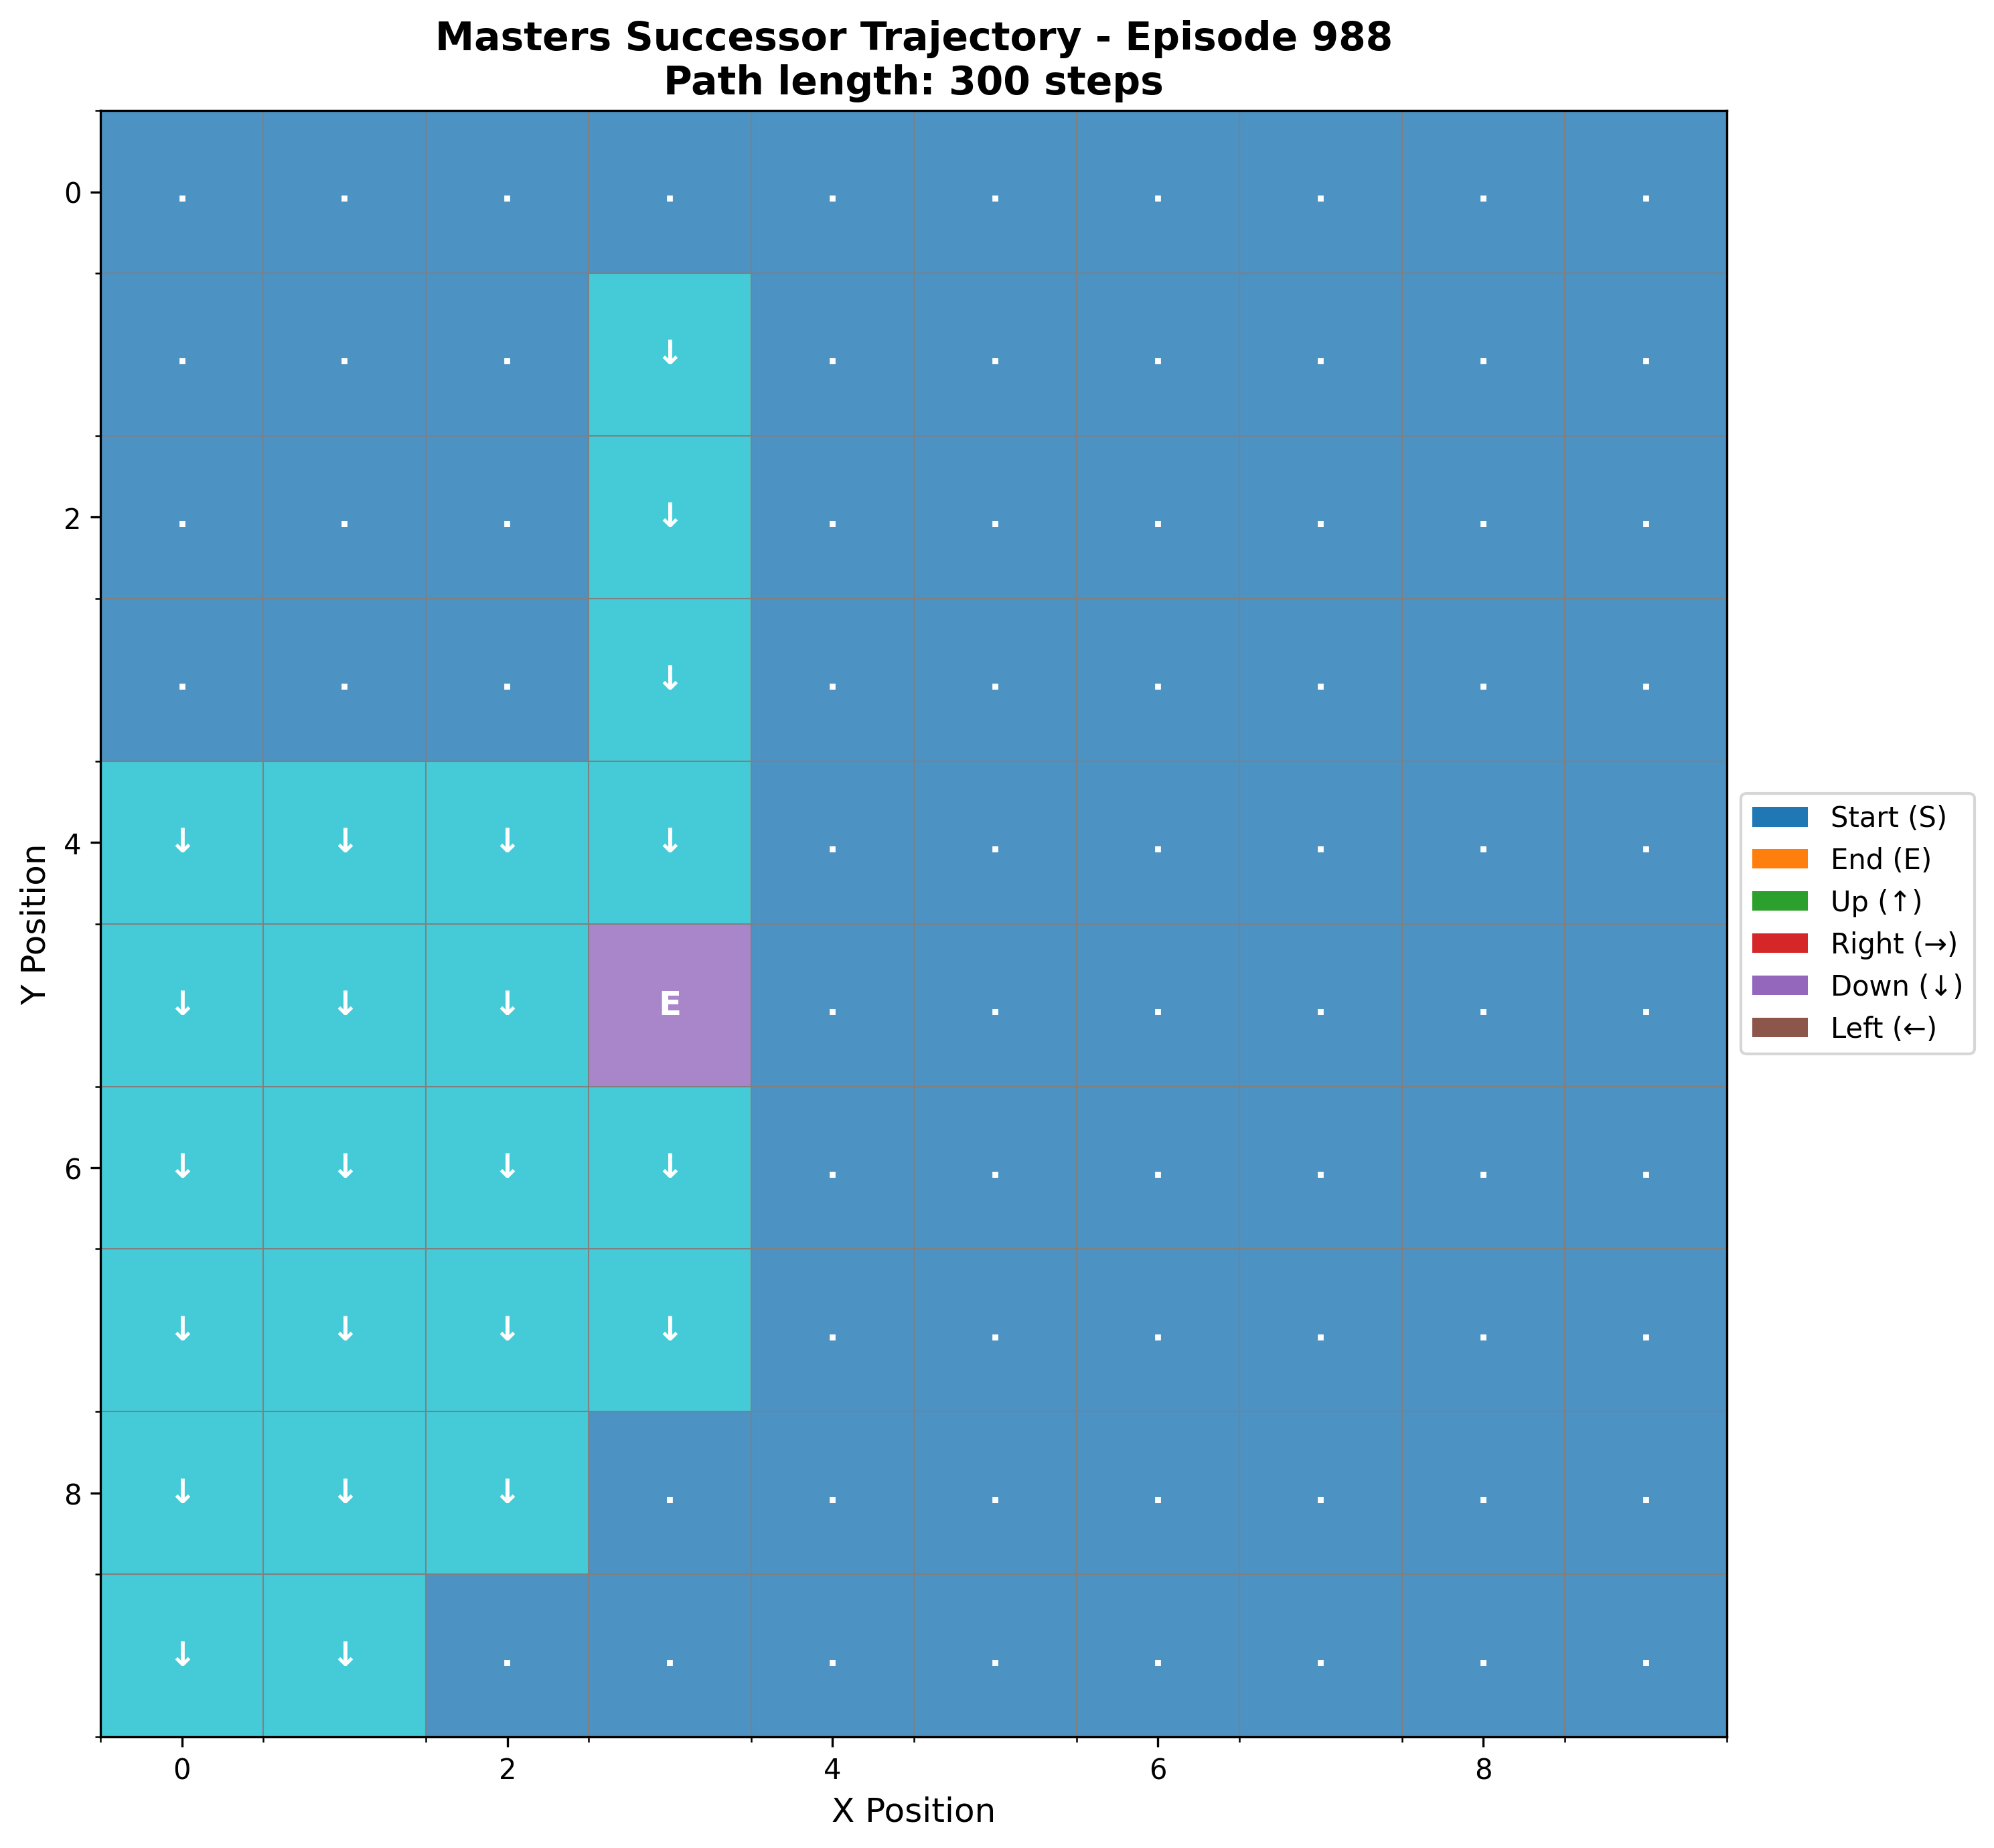 Masters Successor Trajectory - Episode 988
Path length: 300 steps
0 . . . . . . . . . .
. . . ↓ . . . . . .
2 . . . ↓ . . . . . .
. . . ↓ . . . . . .
4 ↓ ↓ ↓ ↓ . . . . . .
↓ ↓ ↓ E . . . . . .
6 ↓ ↓ ↓ ↓ . . . . . .
↓ ↓ ↓ ↓ . . . . . .
8 ↓ ↓ ↓ . . . . . . .
↓ ↓ . . . . . . . .
0 2 4 6 8
X Position
Y Position
Start (S)
End (E)
Up (↑)
Right (→)
Down (↓)
Left (←)